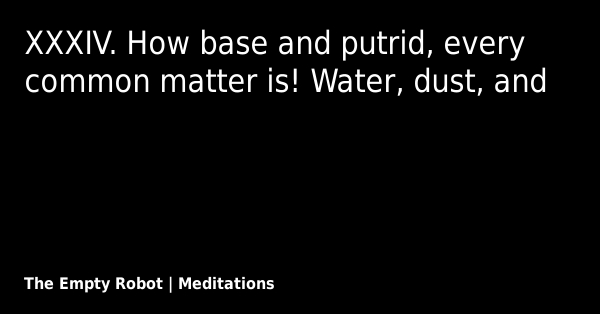 XXXIV. How base and putrid, every
common matter is! Water, dust, and
The Empty Robot | Meditations